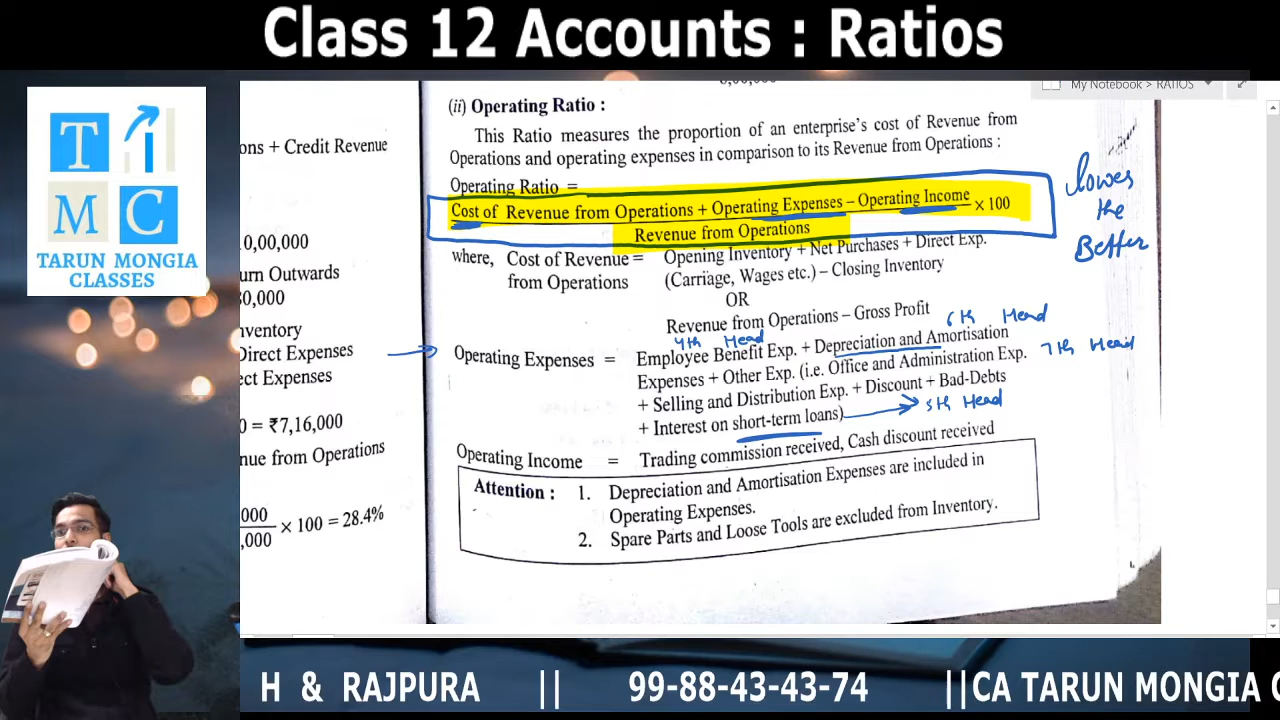 Class 12 Accounts : Ratios
T
M C
TARUN MONGIA
CLASSES
My Notebook > RATIOS
ons + Credit Revenue
0,00,000
urn Outwards
0,000
ventory
Direct Expenses
ect Expenses
0 = ₹7,16,000
nue from Operations
000
,000 × 100 = 28.4%
(ii) Operating Ratio :
This Ratio measures the proportion of an enterprise's cost of Revenue from
Operations and operating expenses in comparison to its Revenue from Operations :
Operating Ratio =
Cost of Revenue from Operations + Operating Expenses – Operating Income
Revenue from Operations × 100
lower
the
Better
where, Cost of Revenue = Opening Inventory + Net Purchases + Direct Exp.
from Operations (Carriage, Wages etc.) – Closing Inventory
OR
Revenue from Operations – Gross Profit
4th Head 6th Head
Operating Expenses = Employee Benefit Exp. + Depreciation and Amortisation
Expenses + Other Exp. (i.e. Office and Administration Exp. 7th Head
+ Selling and Distribution Exp. + Discount + Bad-Debts
+ Interest on short-term loans) 5th Head
Operating Income = Trading commission received, Cash discount received
Attention : 1. Depreciation and Amortisation Expenses are included in
Operating Expenses.
2. Spare Parts and Loose Tools are excluded from Inventory.
H & RAJPURA || 99-88-43-43-74 ||CA TARUN MONGIA